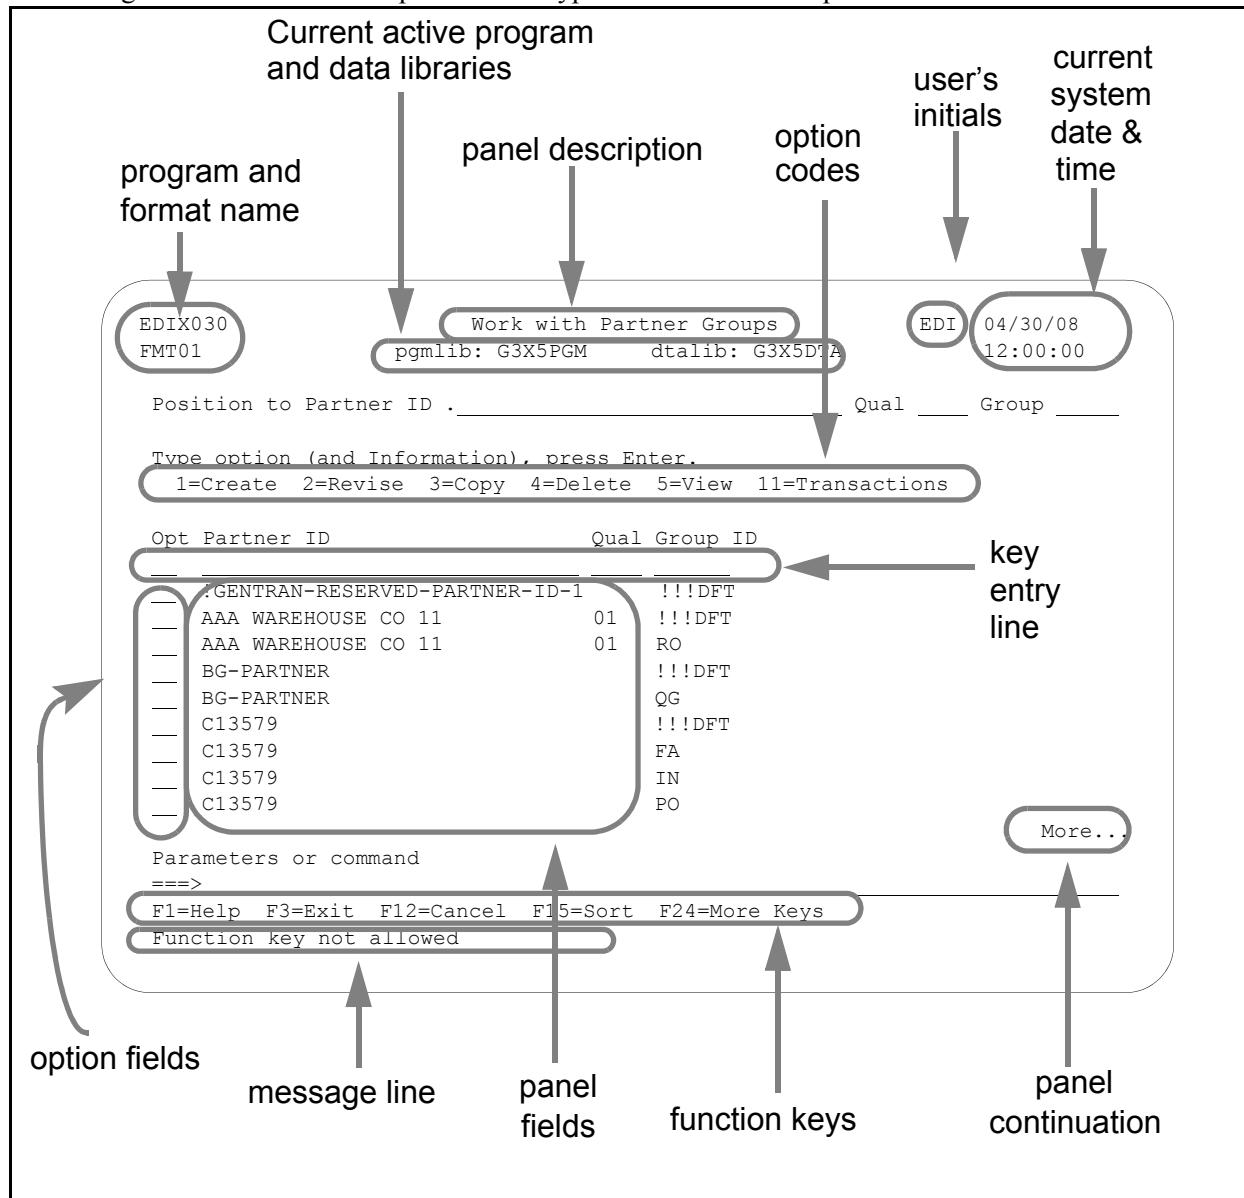 Current active program
and data libraries
current
system
date &
time
user's
initials
option
codes
panel description
program and
format name
EDIX030 Work with Partner Groups EDI 04/30/08
FMT01 pgmlib: G3X5PGM dtalib: G3X5DTA 12:00:00
Position to Partner ID . Qual Group
Type option (and Information), press Enter.
1=Create 2=Revise 3=Copy 4=Delete 5=View 11=Transactions
Opt Partner ID Qual Group ID
key
entry
line
!GENTRAN-RESERVED-PARTNER-ID-1 !!!DFT
AAA WAREHOUSE CO 11 01 !!!DFT
AAA WAREHOUSE CO 11 01 RO
BG-PARTNER !!!DFT
BG-PARTNER QG
C13579 !!!DFT
C13579 FA
C13579 IN
C13579 PO
More...
Parameters or command
===>
F1=Help F3=Exit F12=Cancel F15=Sort F24=More Keys
Function key not allowed
option fields
message line
panel
fields
function keys
panel
continuation